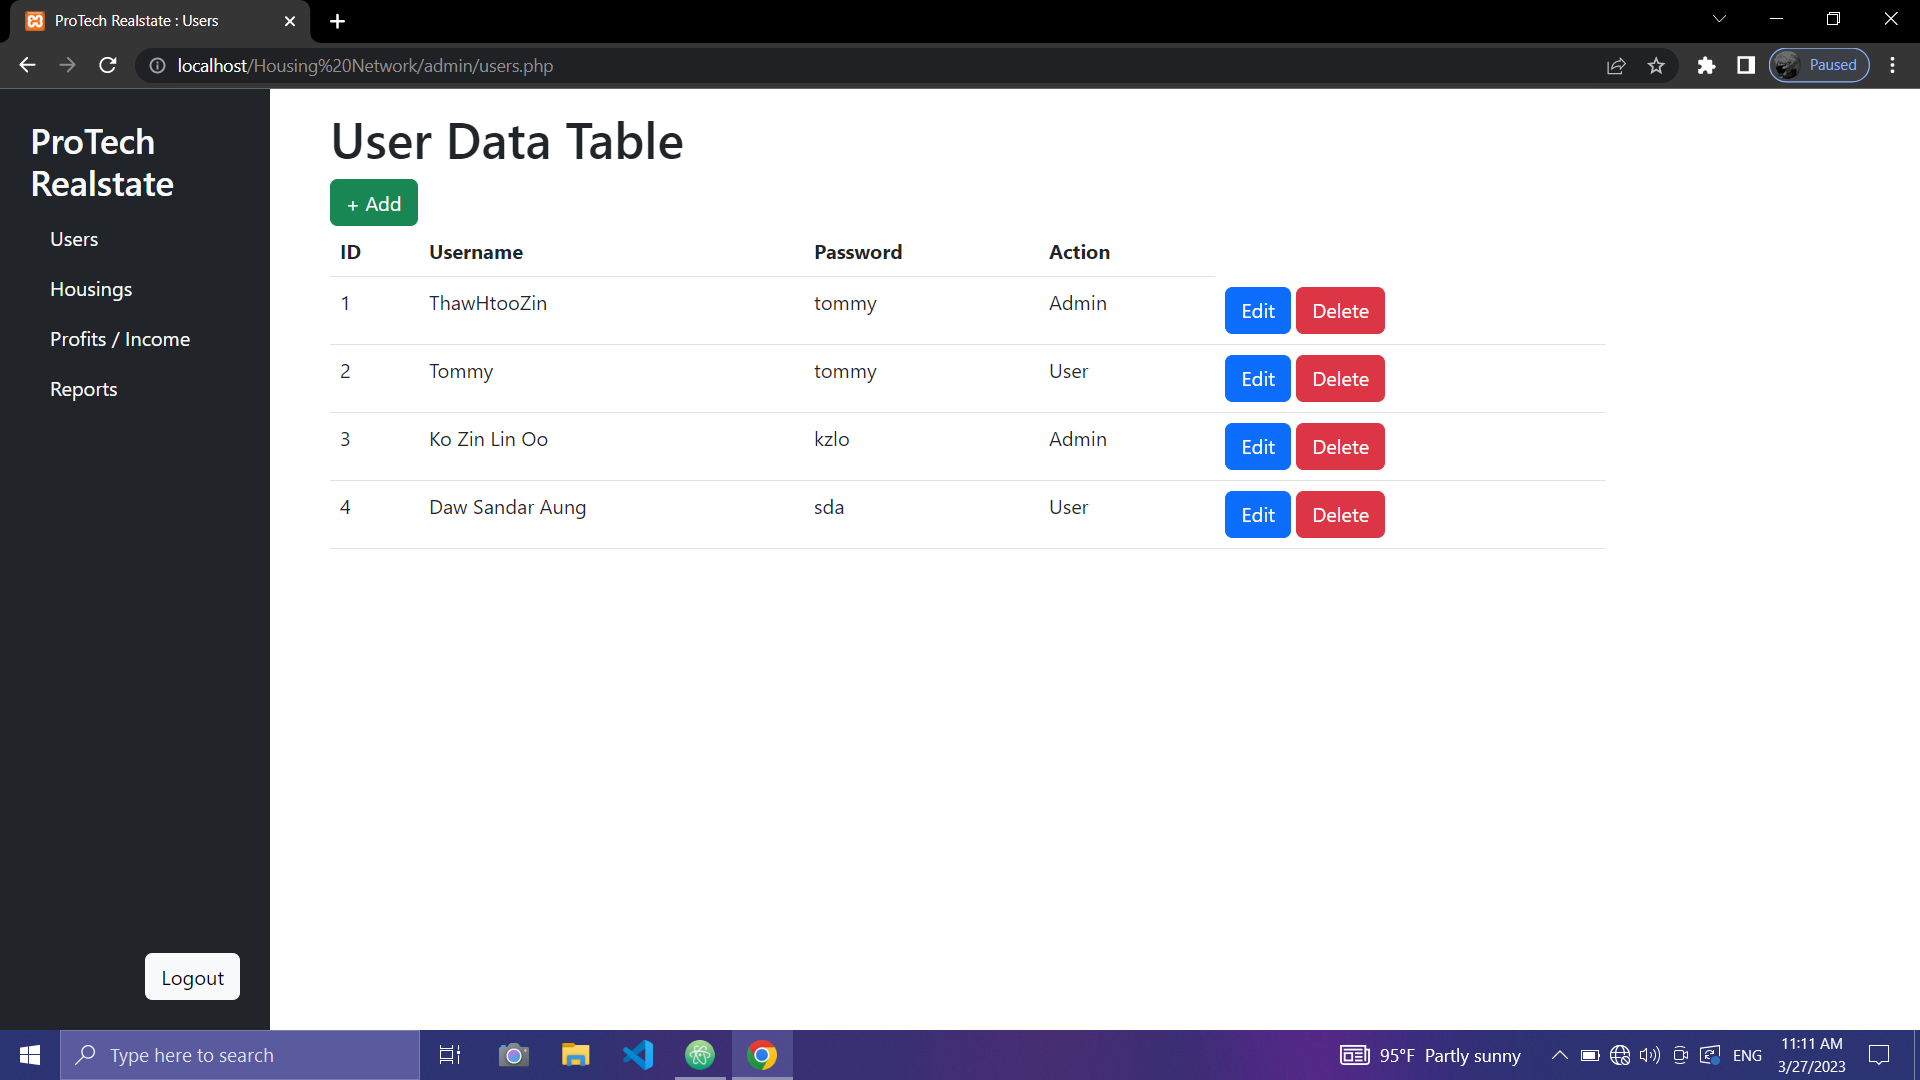 ProTech Realstate : Users
localhost/Housing%20Network/admin/users.php
Paused
ProTech
Realstate
Users
Housings
Profits / Income
Reports
Logout
User Data Table
+ Add
ID Username Password Action
1 ThawHtooZin tommy Admin Edit Delete
2 Tommy tommy User Edit Delete
3 Ko Zin Lin Oo kzlo Admin Edit Delete
4 Daw Sandar Aung sda User Edit Delete
Type here to search
95°F Partly sunny
ENG
11:11 AM
3/27/2023